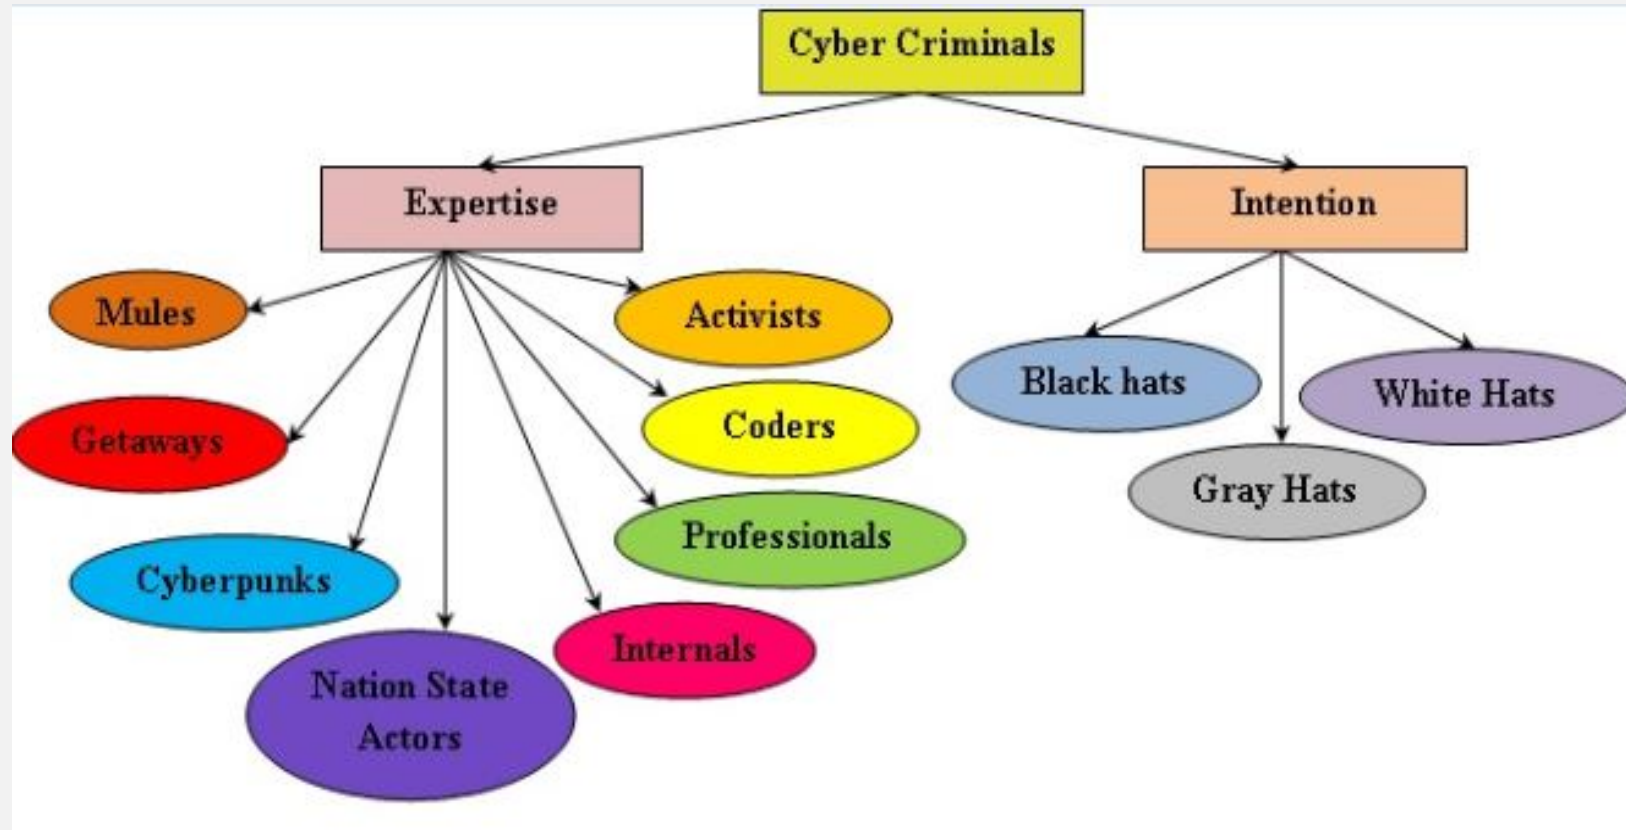 Cyber Criminals
Expertise
Intention
Mules
Activists
Getaways
Coders
Black hats
White Hats
Gray Hats
Professionals
Cyberpunks
Internals
Nation State
Actors